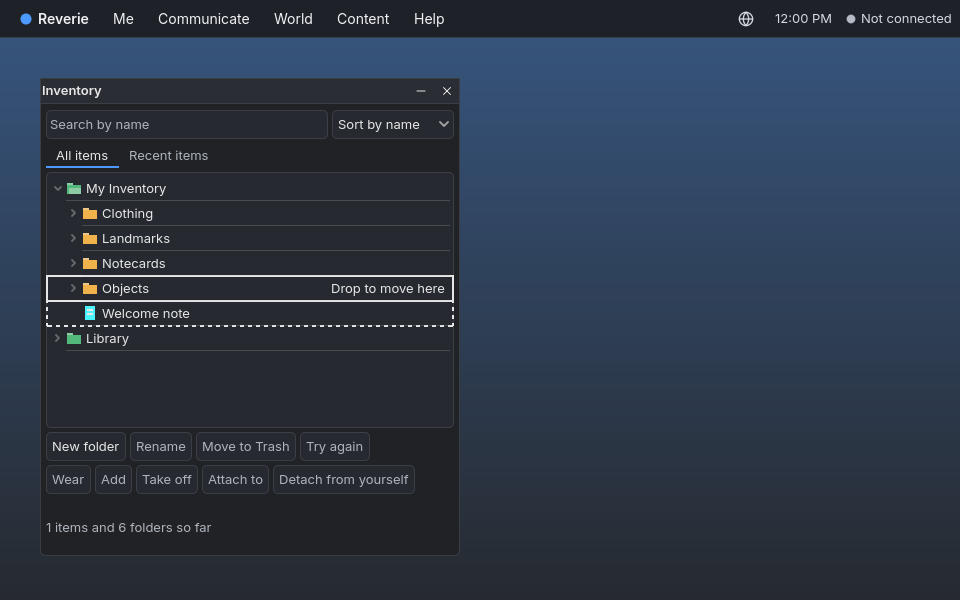 Reverie Me Communicate World Content Help 12:00 PM Not connected
Inventory
Search by name Sort by name
All items Recent items
My Inventory
Clothing
Landmarks
Notecards
Objects Drop to move here
Welcome note
Library
New folder Rename Move to Trash Try again
Wear Add Take off Attach to Detach from yourself
1 items and 6 folders so far